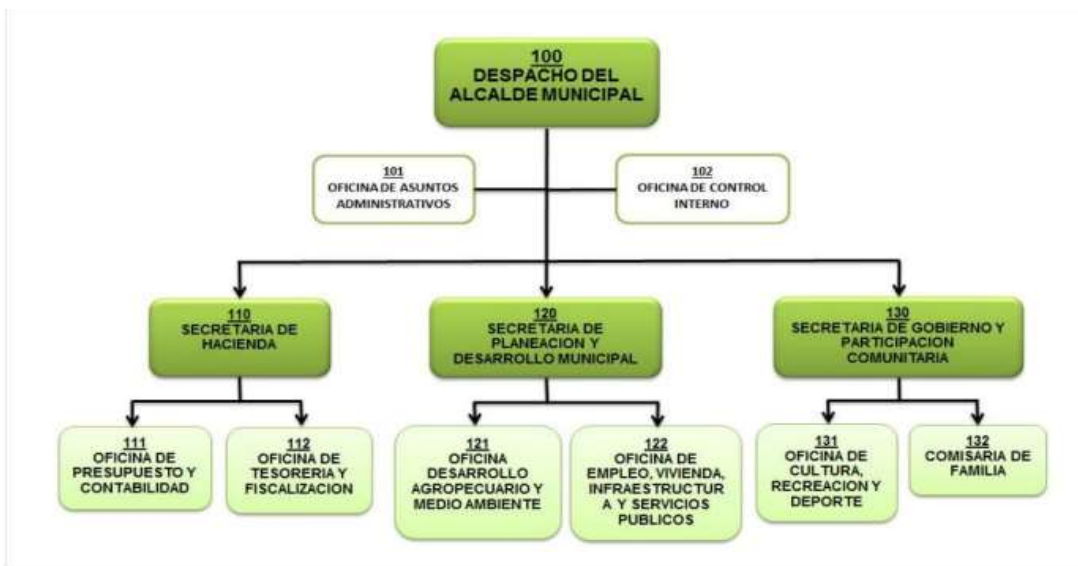 100
DESPACHO DEL
ALCALDE MUNICIPAL
101
OFICINA DE ASUNTOS
ADMINISTRATIVOS
102
OFICINA DE CONTROL
INTERNO
110
SECRETARIA DE
HACIENDA
120
SECRETARIA DE
PLANEACION Y
DESARROLLO MUNICIPAL
130
SECRETARIA DE GOBIERNO Y
PARTICIPACION
COMUNITARIA
111
OFICINA DE
PRESUPUESTO Y
CONTABILIDAD
112
OFICINA DE
TESORERIA Y
FISCALIZACION
121
OFICINA
DESARROLLO
AGROPECUARIO Y
MEDIO AMBIENTE
122
OFICINA DE
EMPLEO, VIVIENDA,
INFRAESTRUCTUR
A Y SERVICIOS
PUBLICOS
131
OFICINA DE
CULTURA,
RECREACION Y
DEPORTE
132
COMISARIA DE
FAMILIA